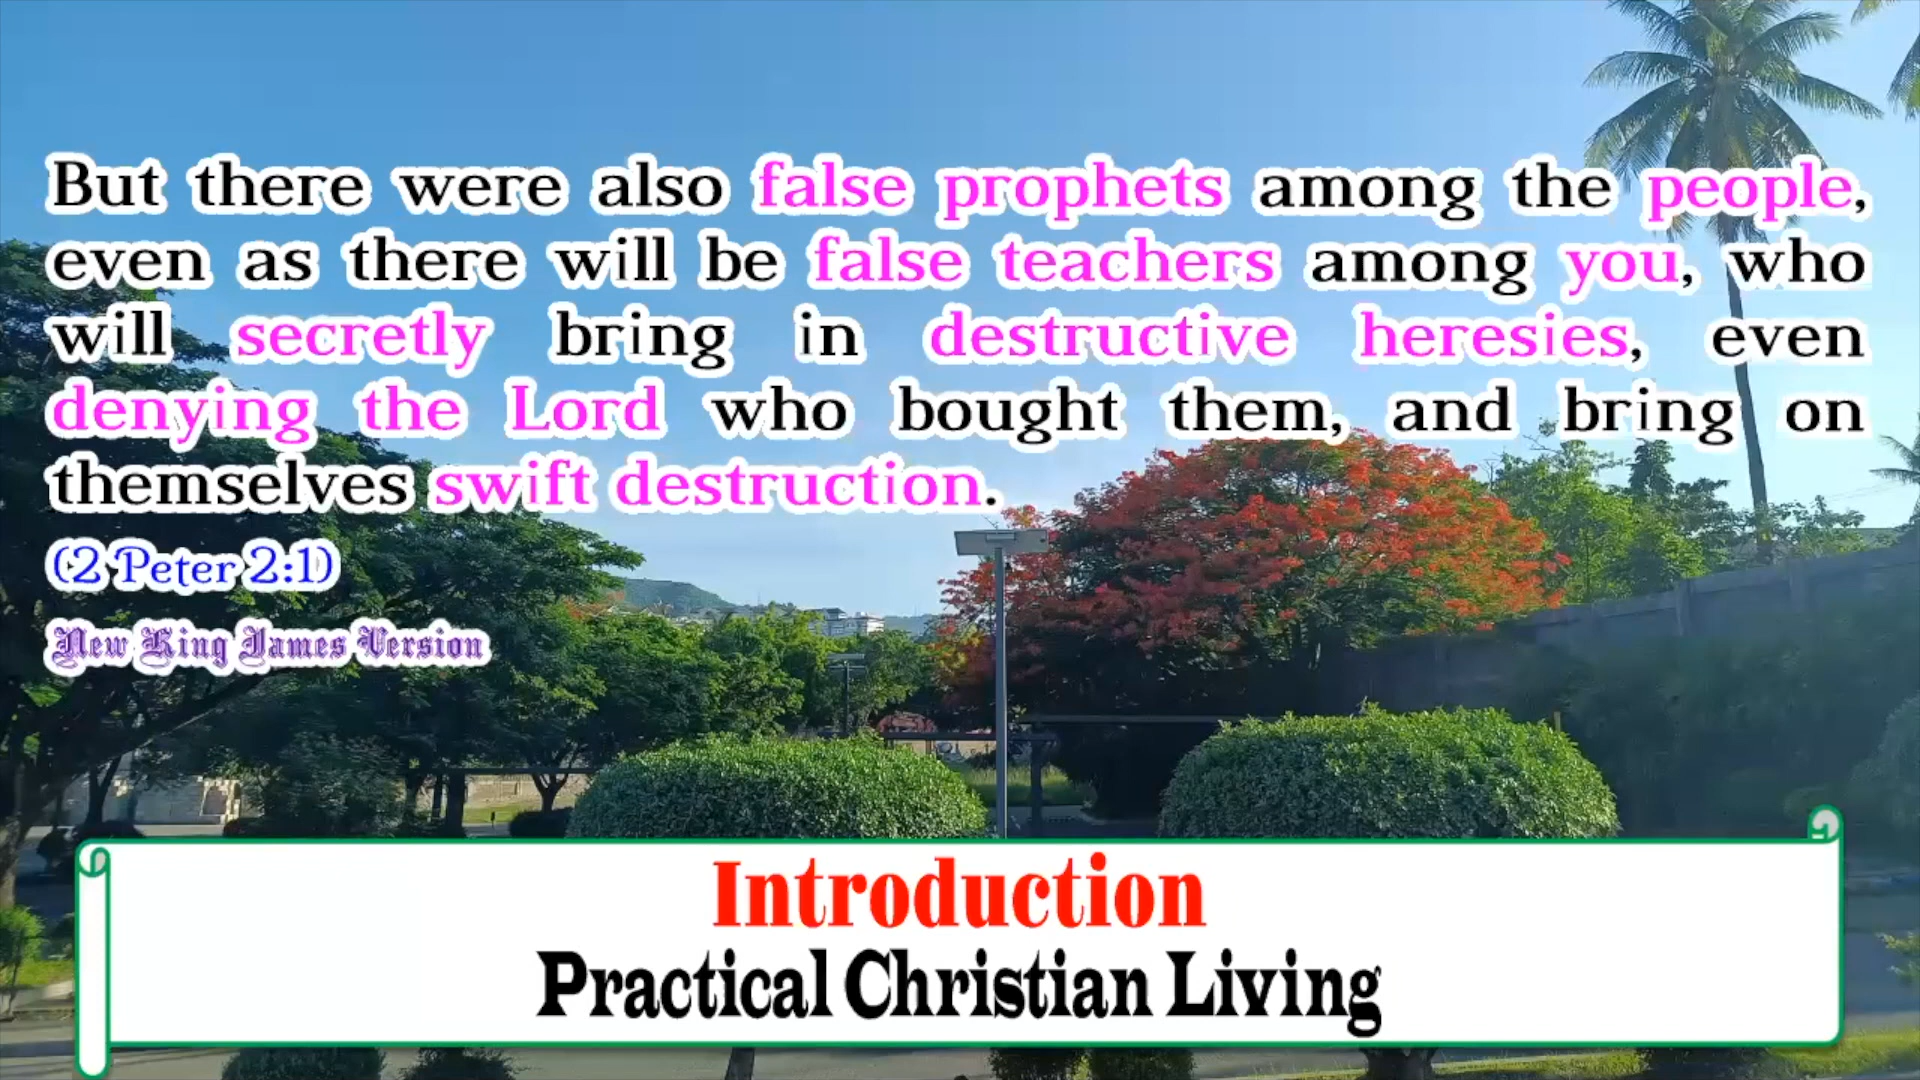 But there were also false prophets among the people,
even as there will be false teachers among you, who
will secretly bring in destructive heresies, even
denying the Lord who bought them, and bring on
themselves swift destruction.
(2 Peter 2:1)
New King James Version
Introduction
Practical Christian Living